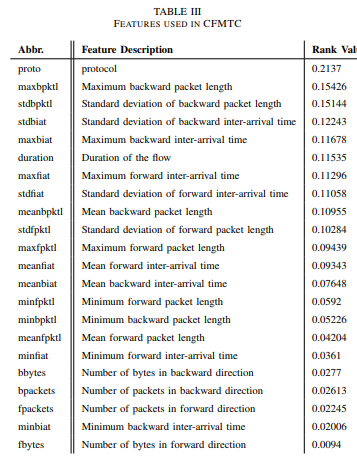 TABLE III
FEATURES USED IN CFMTC
Abbr. Feature Description Rank Val
proto protocol 0.2137
maxbpktl Maximum backward packet length 0.15426
stdbpktl Standard deviation of backward packet length 0.15144
stdbiat Standard deviation of backward inter-arrival time 0.12243
maxbiat Maximum backward inter-arrival time 0.11678
duration Duration of the flow 0.11535
maxfiat Maximum forward inter-arrival time 0.11296
stdfiat Standard deviation of forward inter-arrival time 0.11058
meanbpktl Mean backward packet length 0.10955
stdfpktl Standard deviation of forward packet length 0.10284
maxfpktl Maximum forward packet length 0.09439
meanfiat Mean forward inter-arrival time 0.09343
meanbiat Mean backward inter-arrival time 0.07648
minfpktl Minimum forward packet length 0.0592
minbpktl Minimum backward packet length 0.05226
meanfpktl Mean forward packet length 0.04204
minfiat Minimum forward inter-arrival time 0.0361
bbytes Number of bytes in backward direction 0.0277
bpackets Number of packets in backward direction 0.02613
fpackets Number of packets in forward direction 0.02245
minbiat Minimum backward inter-arrival time 0.02006
fbytes Number of bytes in forward direction 0.0094